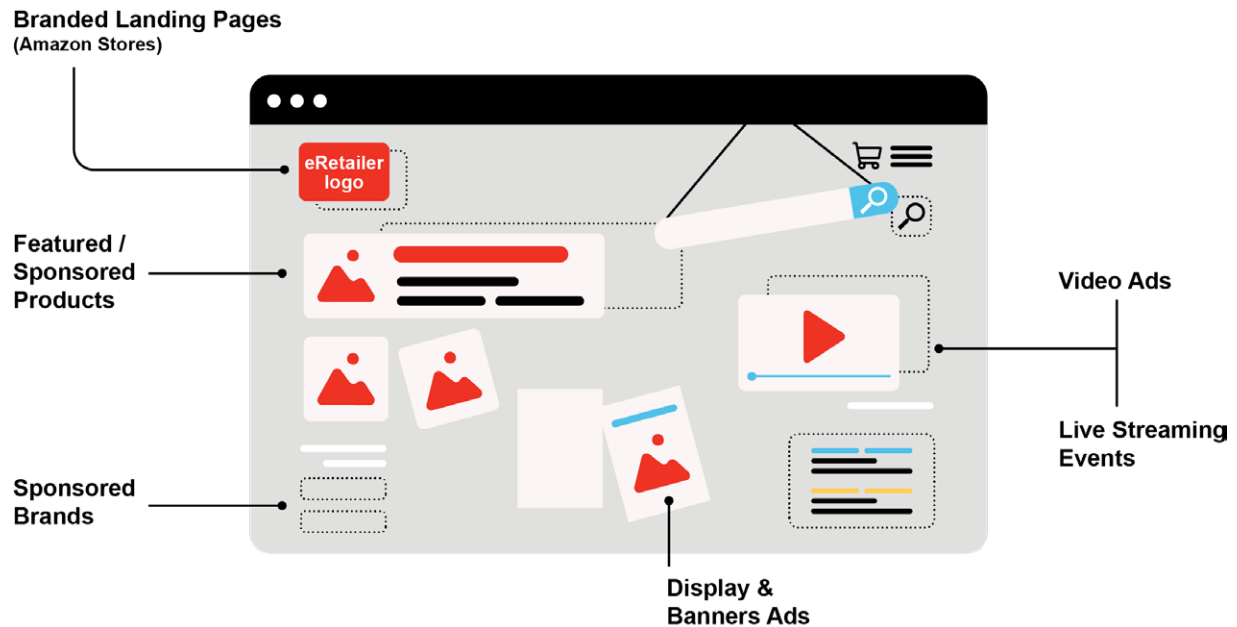 Branded Landing Pages
(Amazon Stores)
eRetailer
logo
Featured /
Sponsored
Products
Video Ads
Live Streaming
Events
Sponsored
Brands
Display &
Banners Ads